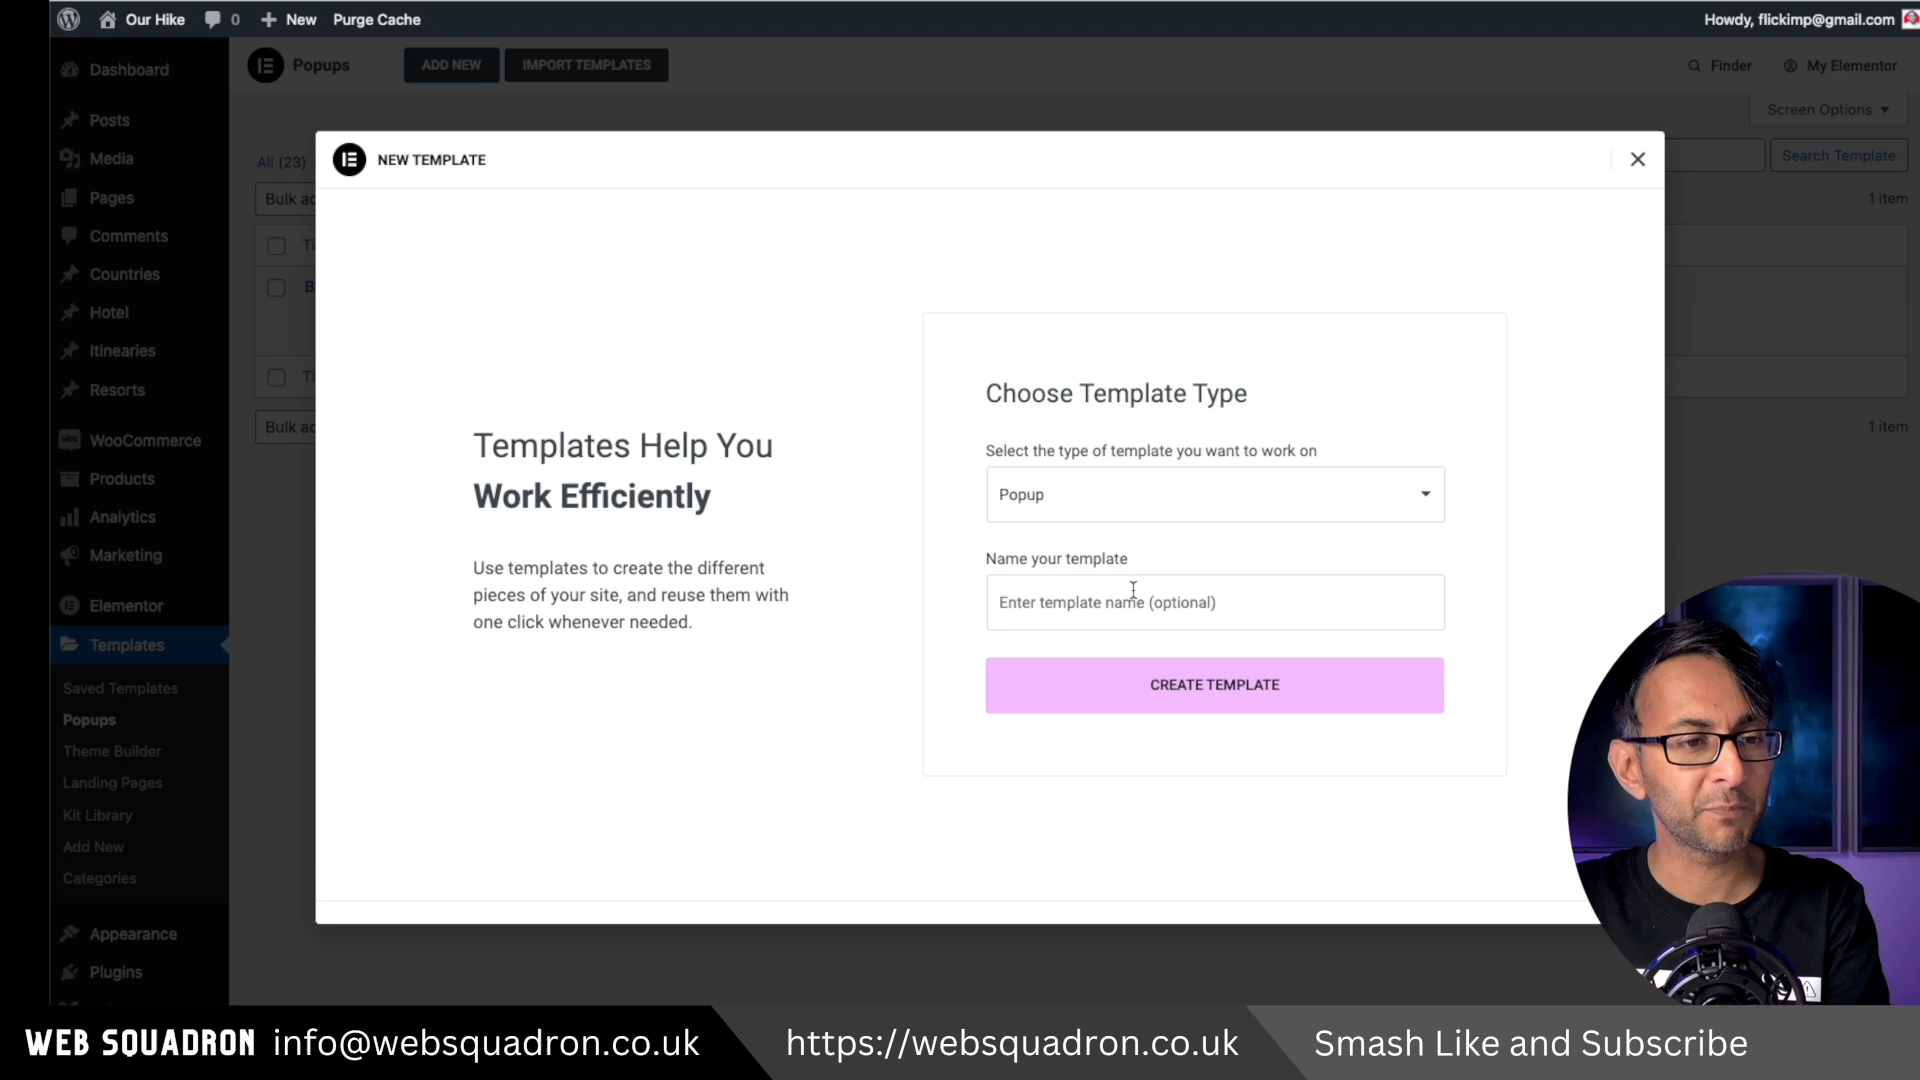 Our Hike
0
New
Purge Cache
Howdy, flickimp@gmail.com
Dashboard
Posts
Media
Pages
Comments
Countries
Hotel
Itinearies
Resorts
WooCommerce
Products
Analytics
Marketing
Elementor
Templates
Saved Templates
Popups
Theme Builder
Landing Pages
Kit Library
Add New
Categories
Appearance
Plugins
Popups
ADD NEW
IMPORT TEMPLATES
Finder
My Elementor
Screen Options
All (23)
Search Template
Bulk ac
1 item
Ti
B
Ti
Bulk ac
1 item
NEW TEMPLATE
Templates Help You
Work Efficiently
Use templates to create the different
pieces of your site, and reuse them with
one click whenever needed.
Choose Template Type
Select the type of template you want to work on
Popup
Name your template
Enter template name (optional)
CREATE TEMPLATE
WEB SQUADRON info@websquadron.co.uk
https://websquadron.co.uk
Smash Like and Subscribe